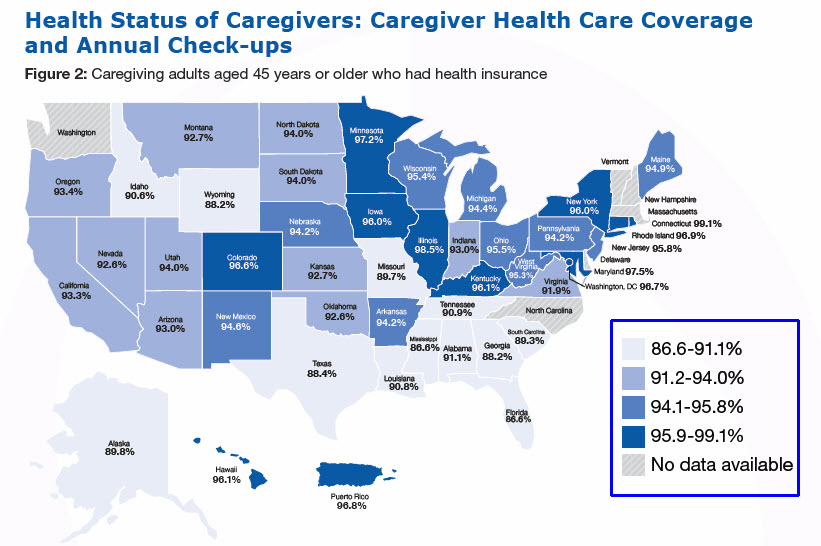 Health Status of Caregivers: Caregiver Health Care Coverage
and Annual Check-ups
Figure 2: Caregiving adults aged 45 years or older who had health insurance
Washington
Montana
92.7%
North Dakota
94.0%
Minnesota
97.2%
Vermont
Maine
94.9%
Oregon
93.4%
Idaho
90.6%
Wyoming
88.2%
South Dakota
94.0%
Wisconsin
95.4%
Michigan
94.4%
New York
96.0%
New Hampshire
Massachusetts
Connecticut 99.1%
Rhode Island 96.9%
New Jersey 95.8%
Delaware
Maryland 97.5%
Washington, DC 96.7%
Nebraska
94.2%
Iowa
96.0%
Illinois
98.5%
Indiana
93.0%
Ohio
95.5%
Pennsylvania
94.2%
Nevada
92.6%
Utah
94.0%
Colorado
96.6%
Kansas
92.7%
Missouri
89.7%
Kentucky
96.1%
West
Virginia
95.3%
Virginia
91.9%
California
93.3%
Arizona
93.0%
New Mexico
94.6%
Oklahoma
92.6%
Arkansas
94.2%
Tennessee
90.9%
North Carolina
Texas
88.4%
Louisiana
90.8%
Mississippi
86.6%
Alabama
91.1%
Georgia
88.2%
South Carolina
89.3%
Florida
86.6%
Alaska
89.8%
Hawaii
96.1%
Puerto Rico
96.8%
86.6-91.1%
91.2-94.0%
94.1-95.8%
95.9-99.1%
No data available